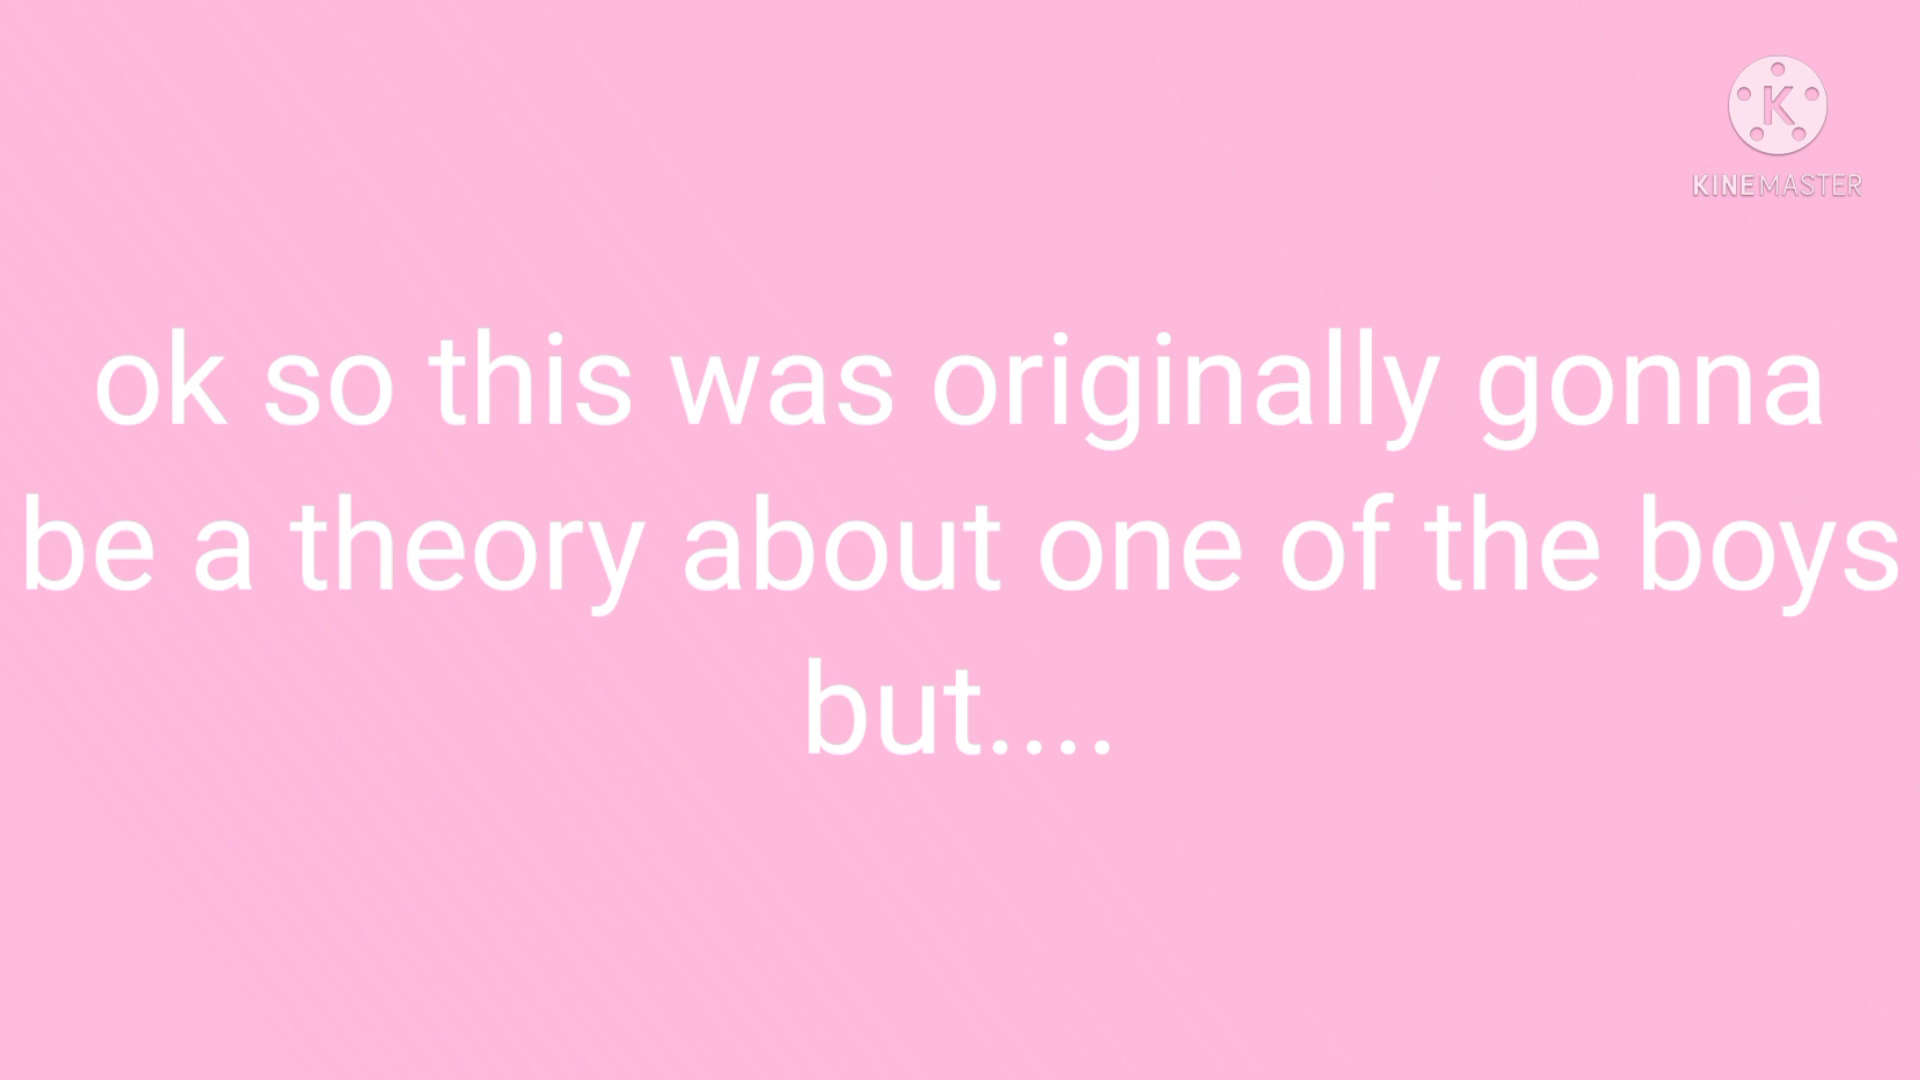 K
KINEMASTER
ok so this was originally gonna
be a theory about one of the boys
but....